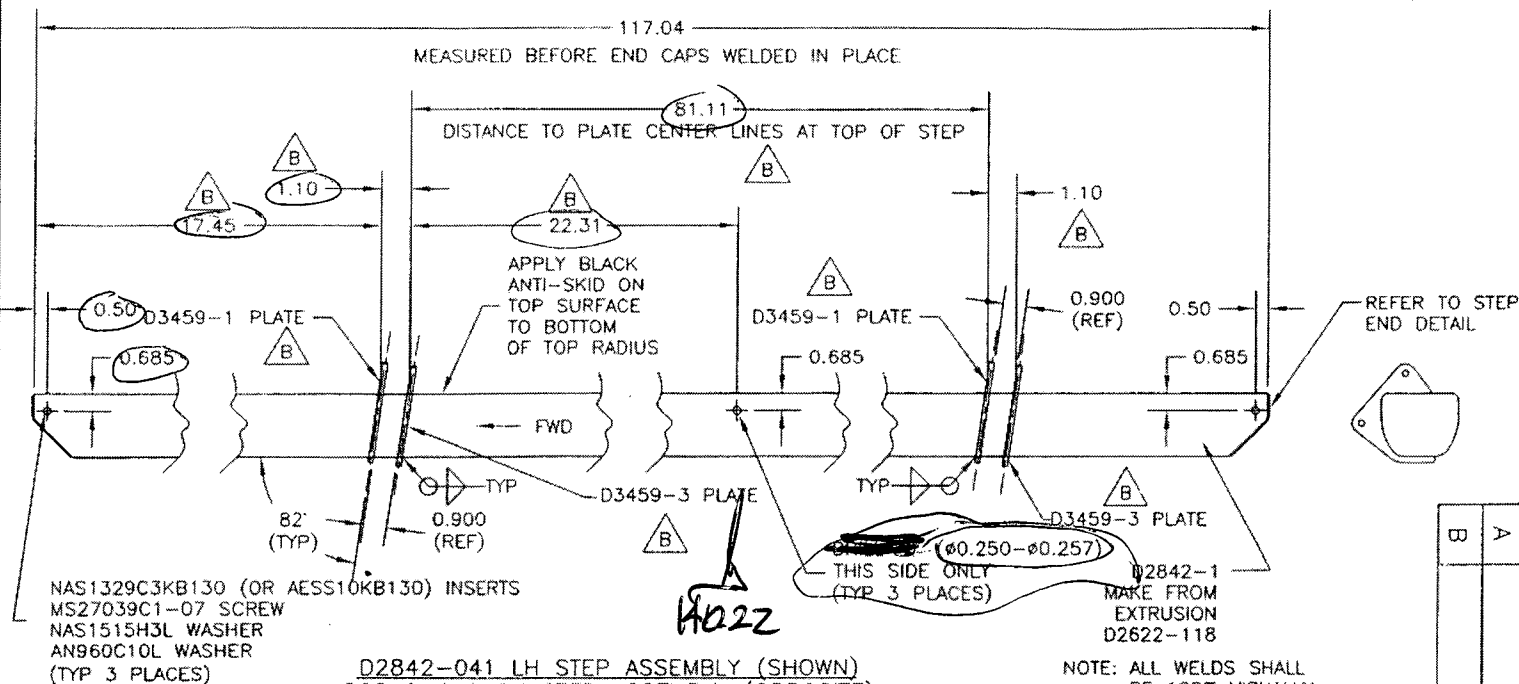 117.04
MEASURED BEFORE END CAPS WELDED IN PLACE
81.11
DISTANCE TO PLATE CENTER LINES AT TOP OF STEP
B
B
1.10
B
17.45
B
22.31
1.10
B
APPLY BLACK
ANTI-SKID ON
TOP SURFACE
TO BOTTOM
OF TOP RADIUS
B
0.50
D3459-1 PLATE
B
0.685
D3459-1 PLATE
0.685
0.900
(REF)
0.50
0.685
REFER TO STEP
END DETAIL
FWD
TYP
D3459-3 PLATE
B
82°
(TYP)
0.900
(REF)
TYP
B
D3459-3 PLATE
(ø0.250-ø0.257)
THIS SIDE ONLY
(TYP 3 PLACES)
D2842-1
MAKE FROM
EXTRUSION
D2622-118
A
B
NAS1329C3KB130 (OR AESS10KB130) INSERTS
MS27039C1-07 SCREW
NAS1515H3L WASHER
AN960C10L WASHER
(TYP 3 PLACES)
D2842-041 LH STEP ASSEMBLY (SHOWN)
NOTE: ALL WELDS SHALL